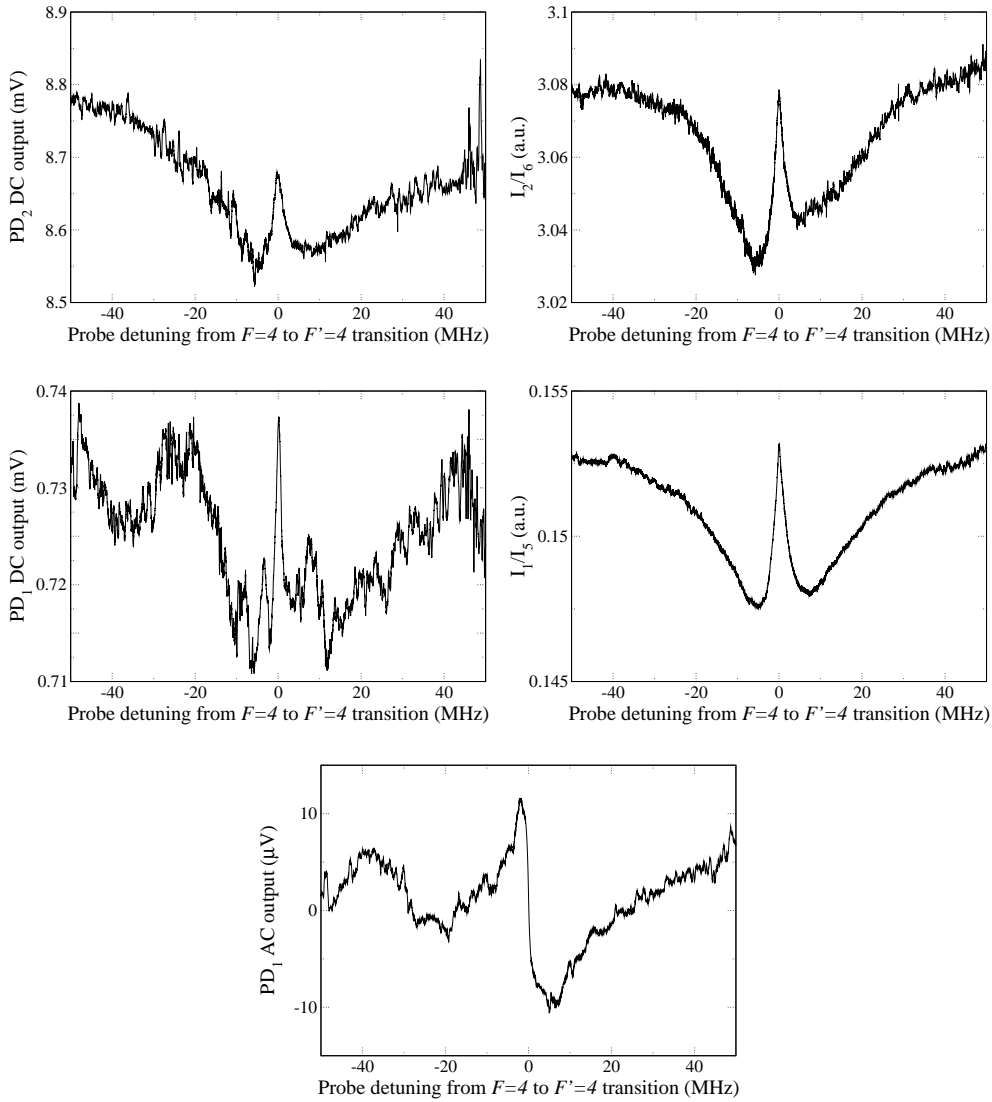 8.9
8.8
8.7
8.6
8.5
PD2 DC output (mV)
-40 -20 0 20 40
Probe detuning from F=4 to F'=4 transition (MHz)
3.1
3.08
3.06
3.04
3.02
I2/I6 (a.u.)
-40 -20 0 20 40
Probe detuning from F=4 to F'=4 transition (MHz)
0.74
0.73
0.72
0.71
PD1 DC output (mV)
-40 -20 0 20 40
Probe detuning from F=4 to F'=4 transition (MHz)
0.155
0.15
0.145
I1/I5 (a.u.)
-40 -20 0 20 40
Probe detuning from F=4 to F'=4 transition (MHz)
10
0
-10
PD1 AC output (µV)
-40 -20 0 20 40
Probe detuning from F=4 to F'=4 transition (MHz)